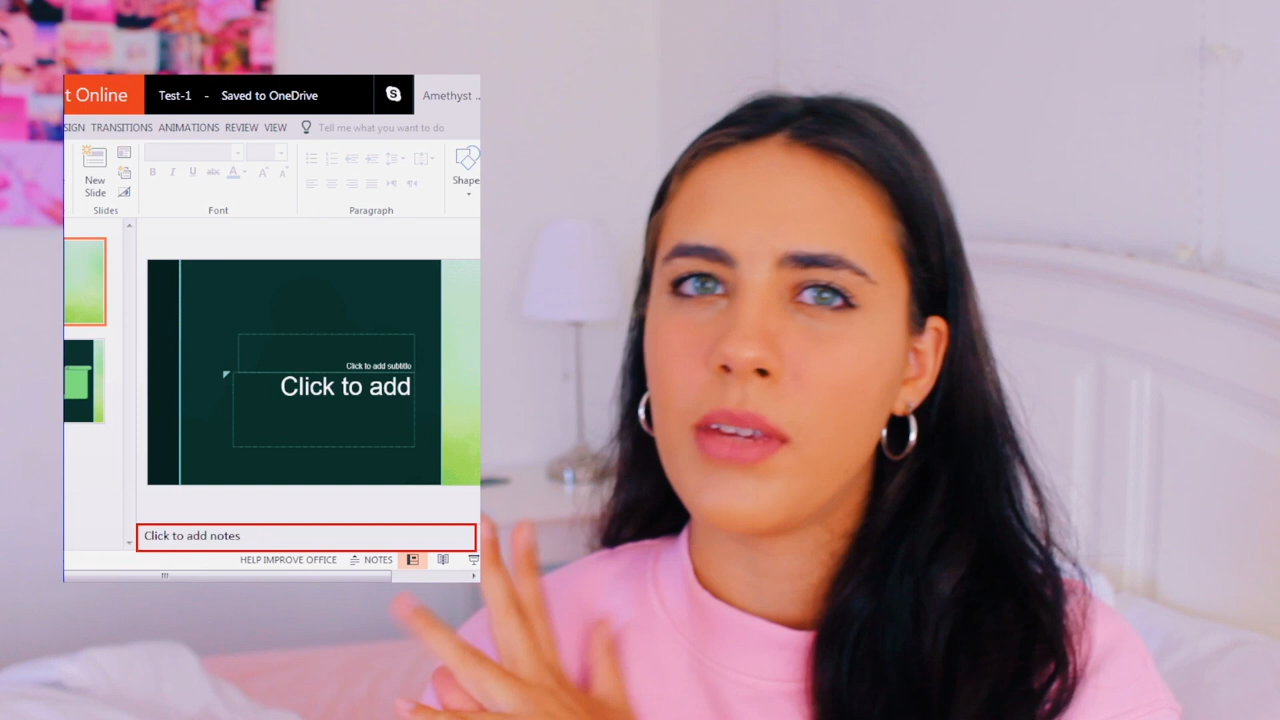 t Online
Test-1 - Saved to OneDrive
Amethyst ..
SIGN TRANSITIONS ANIMATIONS REVIEW VIEW Tell me what you want to do
New
Slide
B I U abc A A A
Shape
Slides Font Paragraph
Click to add subtitle
Click to add
Click to add notes
HELP IMPROVE OFFICE NOTES